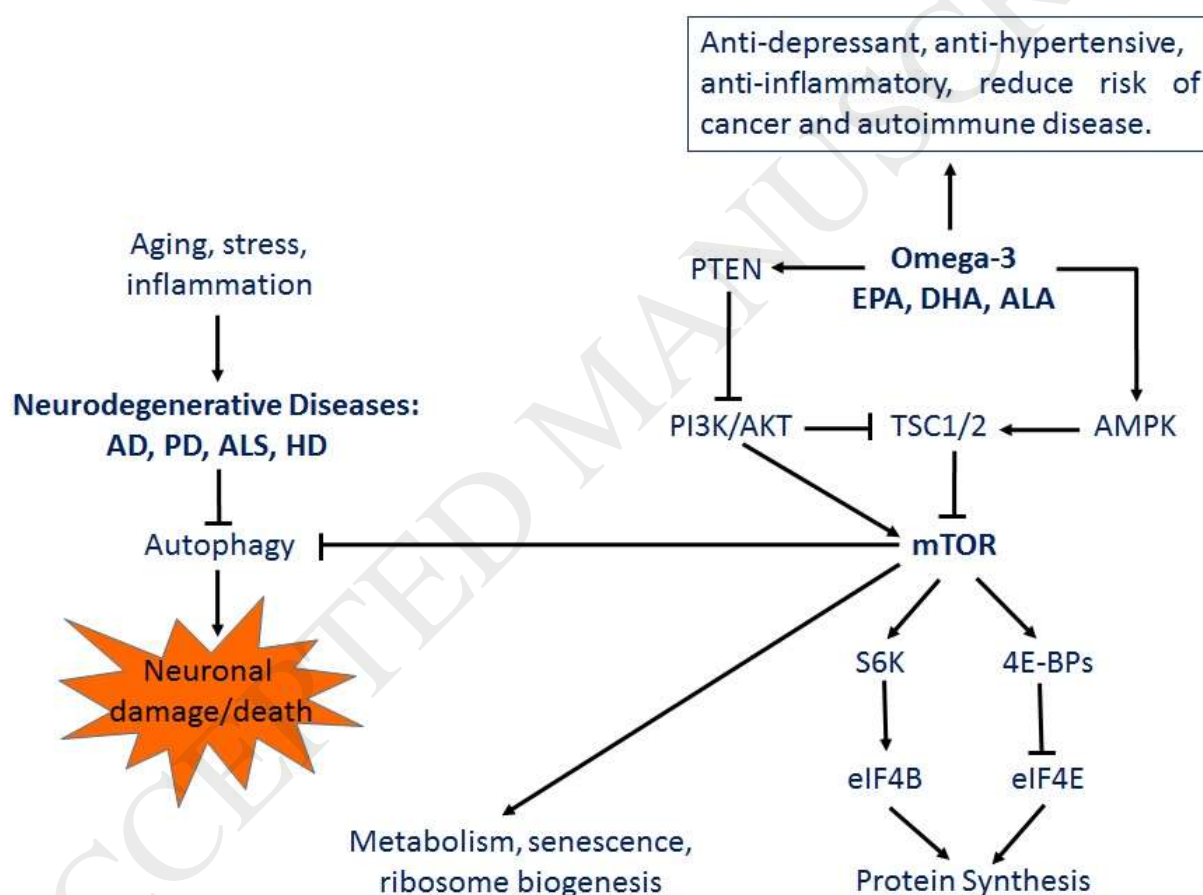 Anti-depressant, anti-hypertensive,
anti-inflammatory, reduce risk of
cancer and autoimmune disease.
Aging, stress,
inflammation
PTEN
Omega-3
EPA, DHA, ALA
Neurodegenerative Diseases:
AD, PD, ALS, HD
PI3K/AKT
TSC1/2
AMPK
Autophagy
mTOR
Neuronal
damage/death
S6K
4E-BPs
eIF4B
eIF4E
Metabolism, senescence,
ribosome biogenesis
Protein Synthesis
CCEPTED MANUSCR